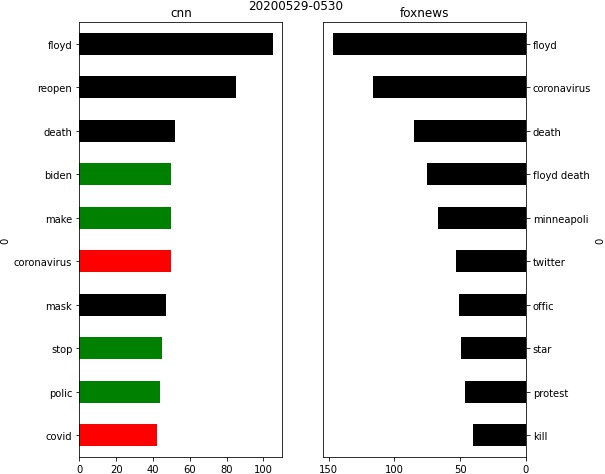 20200529-0530
cnn
foxnews
floyd
reopen
death
biden
make
coronavirus
mask
stop
polic
covid
0
0 20 40 60 80 100
floyd
coronavirus
death
floyd death
minneapoli
twitter
offic
star
protest
kill
0
150 100 50 0